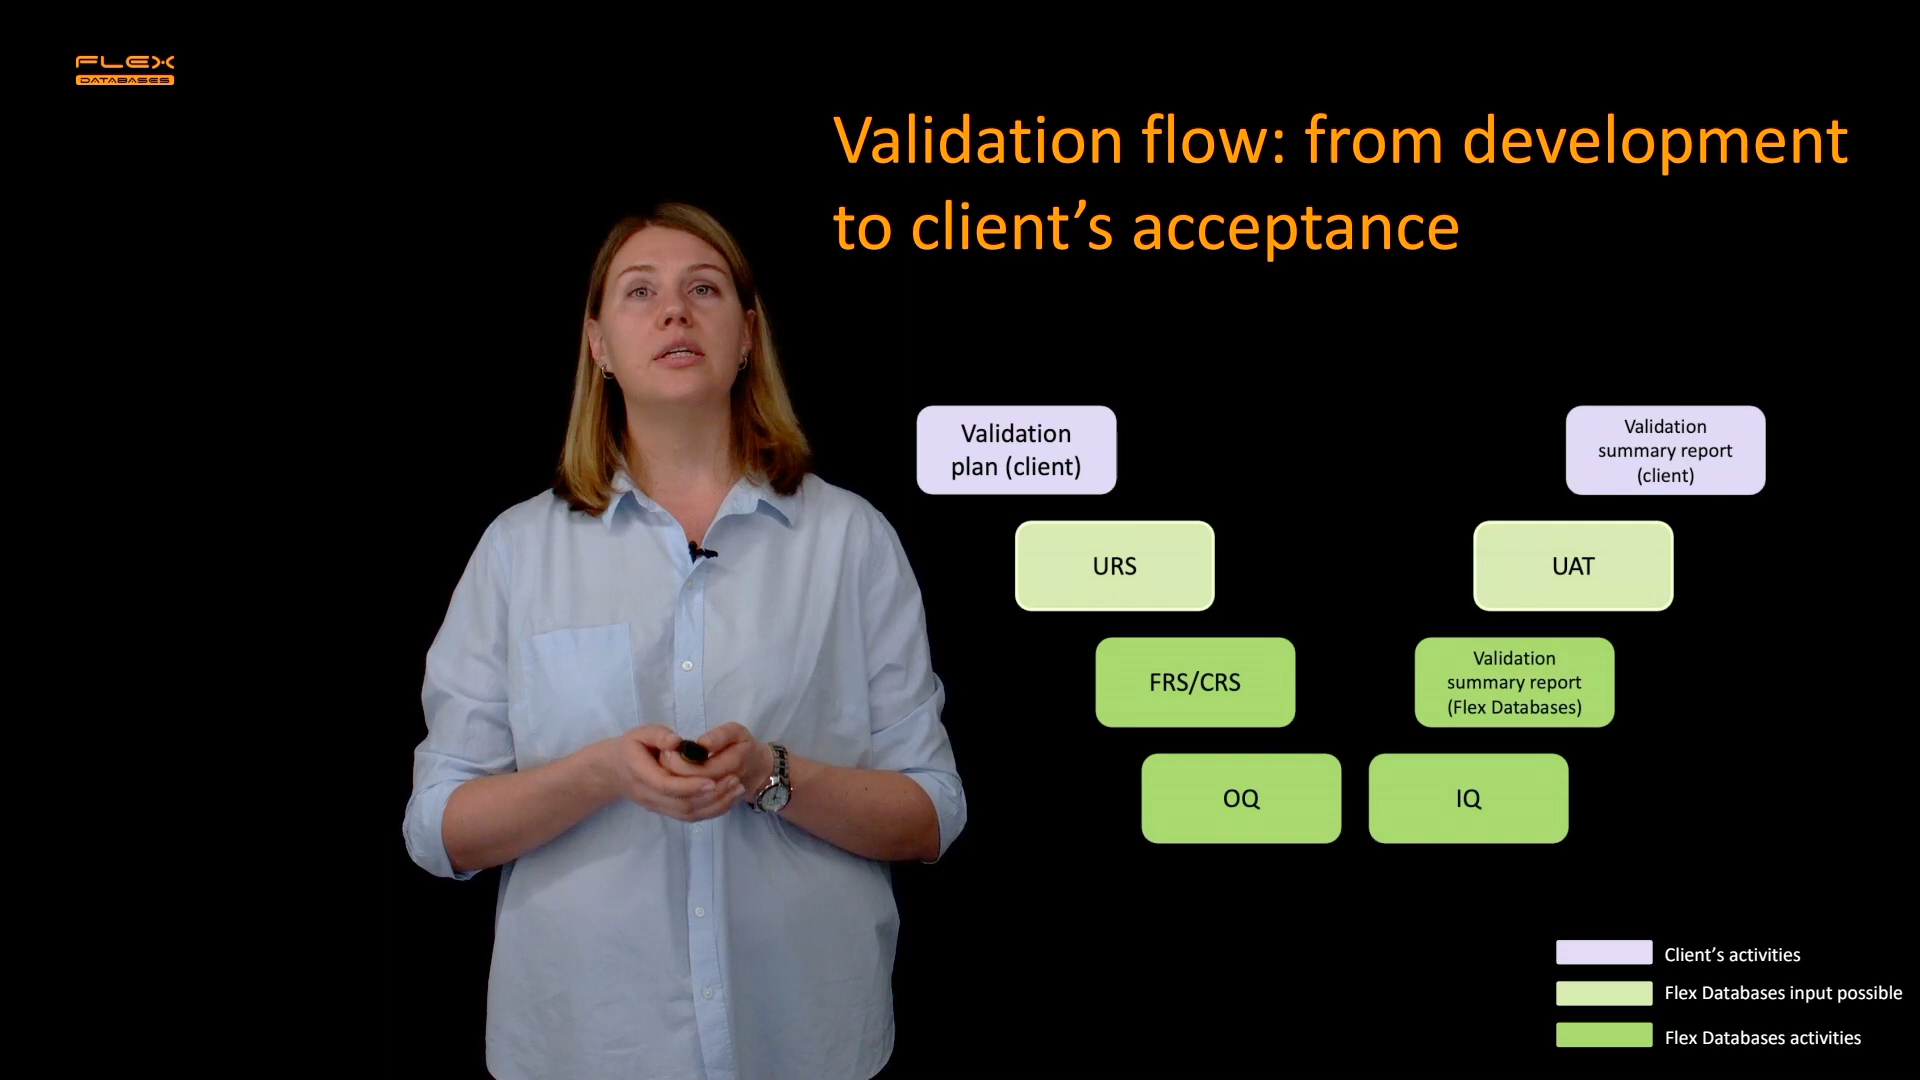 FLEX
DATABASES
Validation flow: from development
to client’s acceptance
Validation
plan (client)
Validation
summary report
(client)
URS
UAT
FRS/CRS
Validation
summary report
(Flex Databases)
OQ
IQ
Client’s activities
Flex Databases input possible
Flex Databases activities